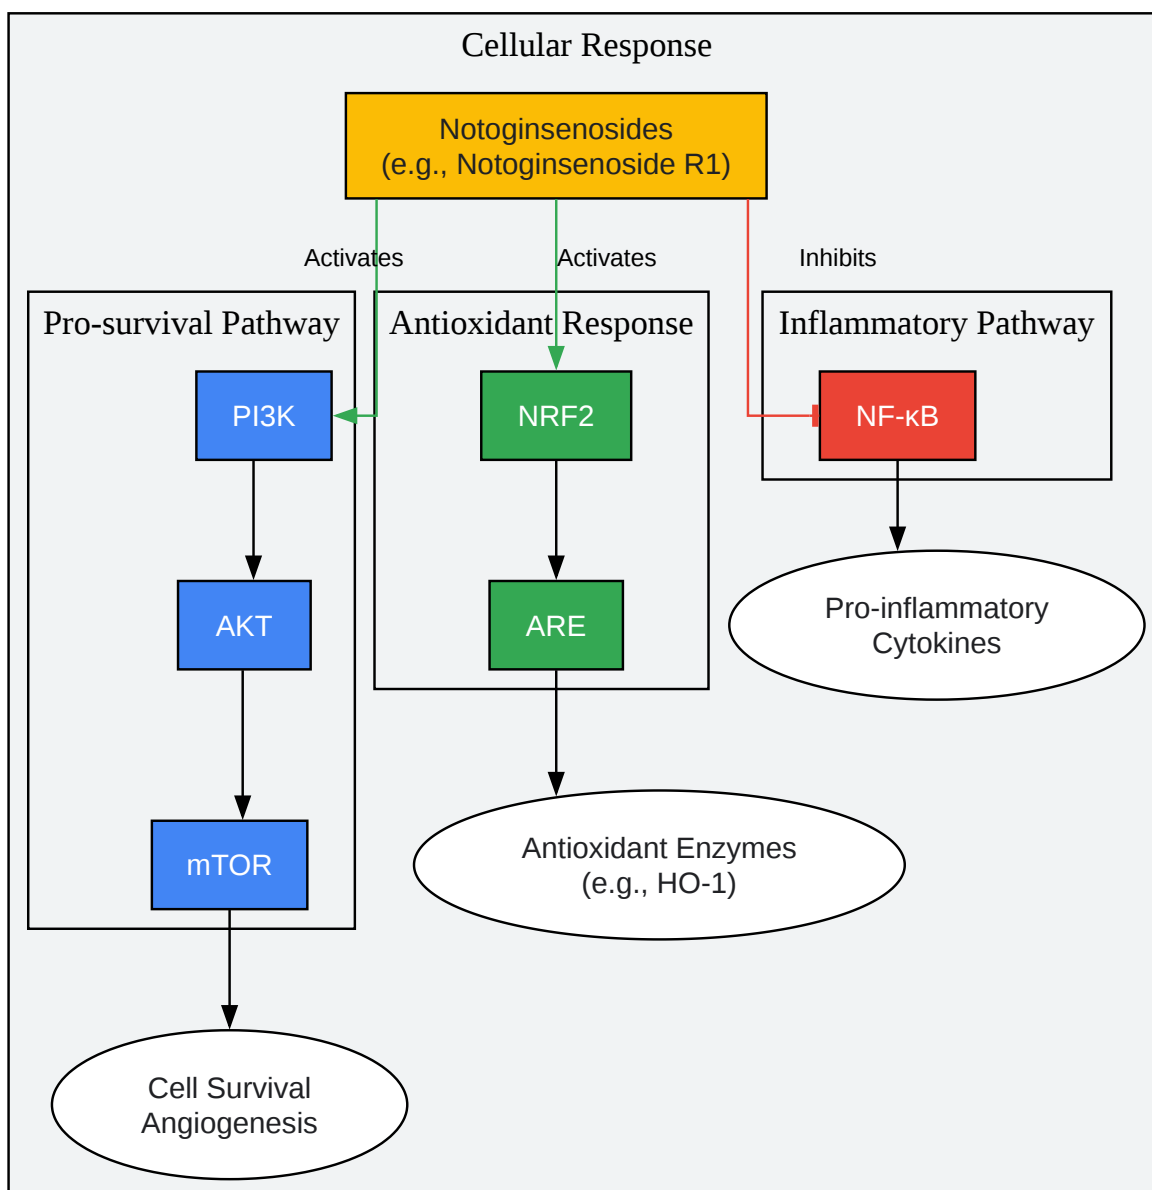 Cellular Response
Notoginsenosides
(e.g., Notoginsenoside R1)
Activates
Activates
Inhibits
Pro-survival Pathway
Antioxidant Response
Inflammatory Pathway
PI3K
NRF2
NF-κB
AKT
ARE
Pro-inflammatory
Cytokines
mTOR
Antioxidant Enzymes
(e.g., HO-1)
Cell Survival
Angiogenesis